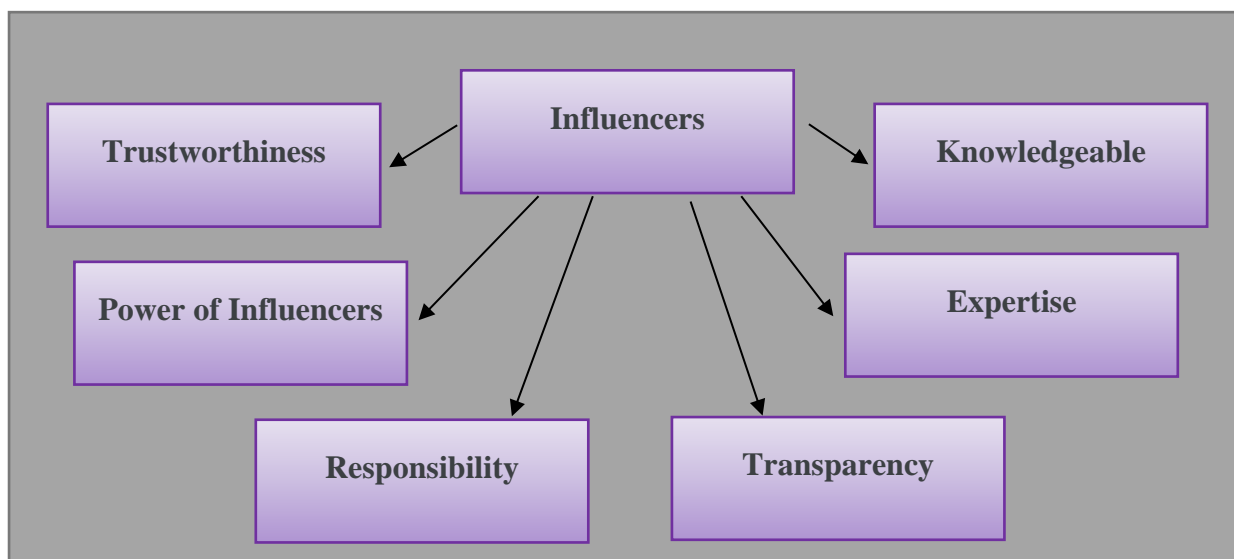 Influencers
Trustworthiness
Knowledgeable
Power of Influencers
Expertise
Responsibility
Transparency